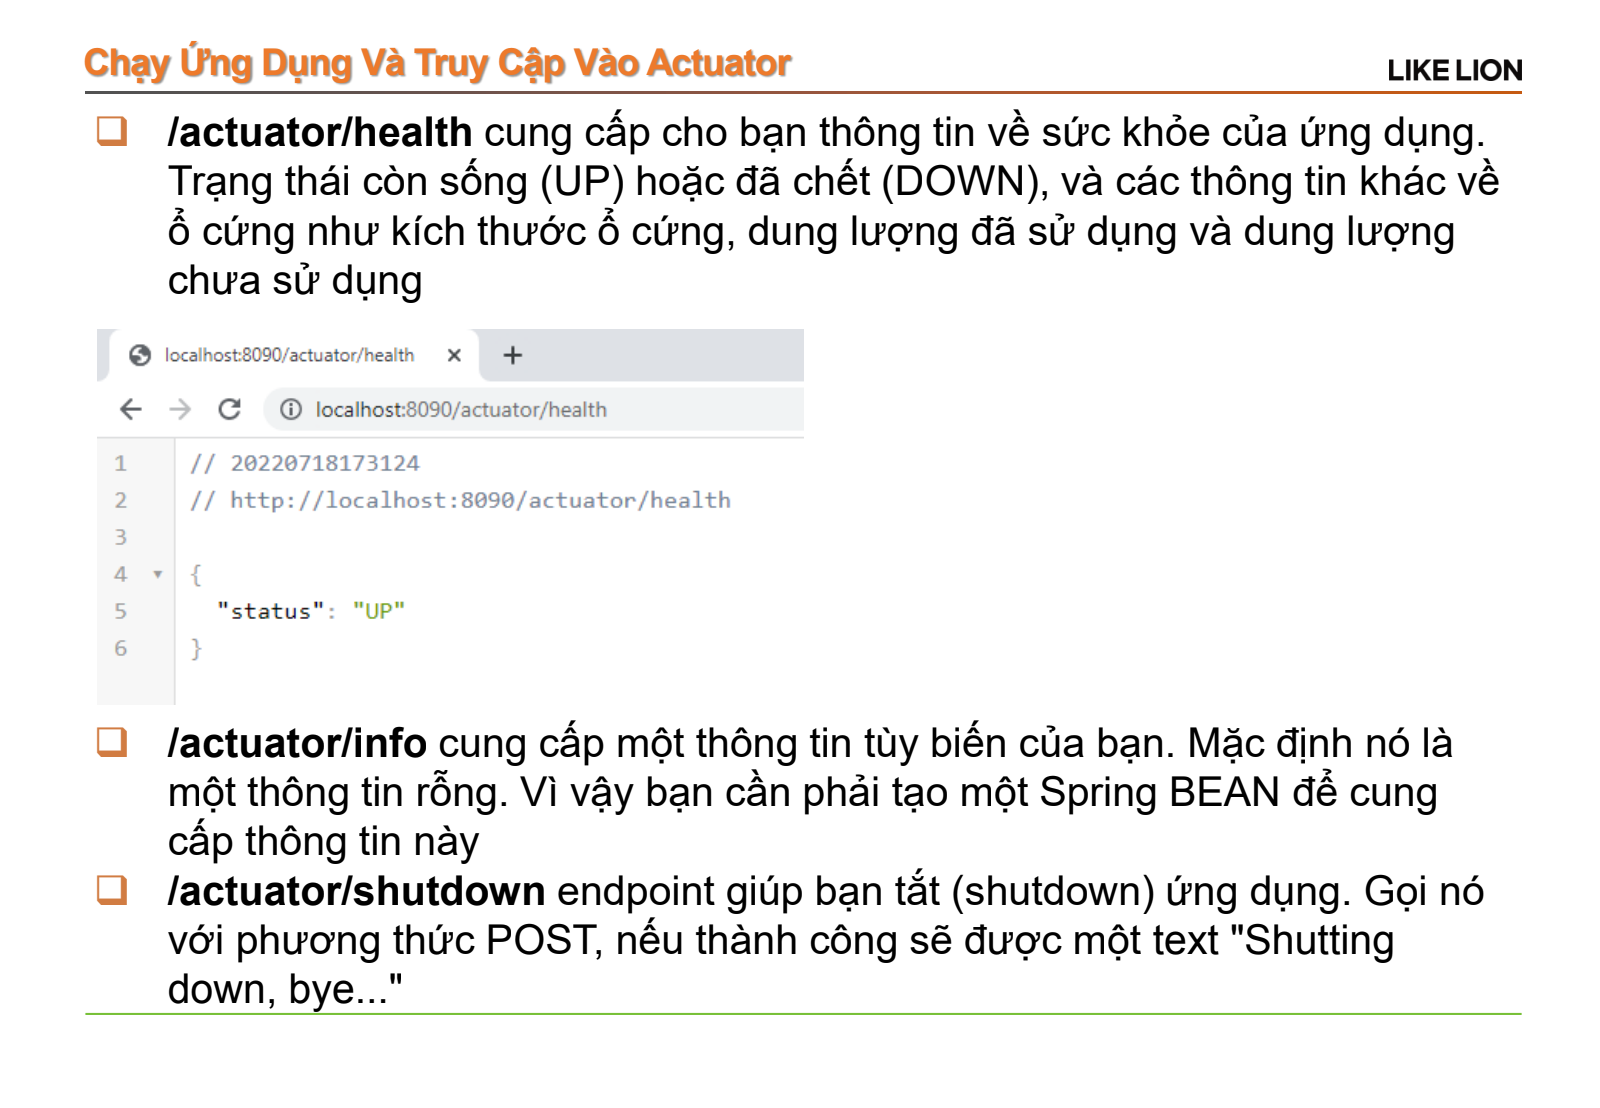 Chạy Ứng Dụng Và Truy Cập Vào Actuator
LIKE LION
/actuator/health cung cấp cho bạn thông tin về sức khỏe của ứng dụng.
Trạng thái còn sống (UP) hoặc đã chết (DOWN), và các thông tin khác về
ổ cứng như kích thước ổ cứng, dung lượng đã sử dụng và dung lượng
chưa sử dụng
localhost:8090/actuator/health
localhost:8090/actuator/health
1 // 20220718173124
2 // http://localhost:8090/actuator/health
3
4 {
5 "status": "UP"
6 }
/actuator/info cung cấp một thông tin tùy biến của bạn. Mặc định nó là
một thông tin rỗng. Vì vậy bạn cần phải tạo một Spring BEAN để cung
cấp thông tin này
/actuator/shutdown endpoint giúp bạn tắt (shutdown) ứng dụng. Gọi nó
với phương thức POST, nếu thành công sẽ được một text "Shutting
down, bye..."